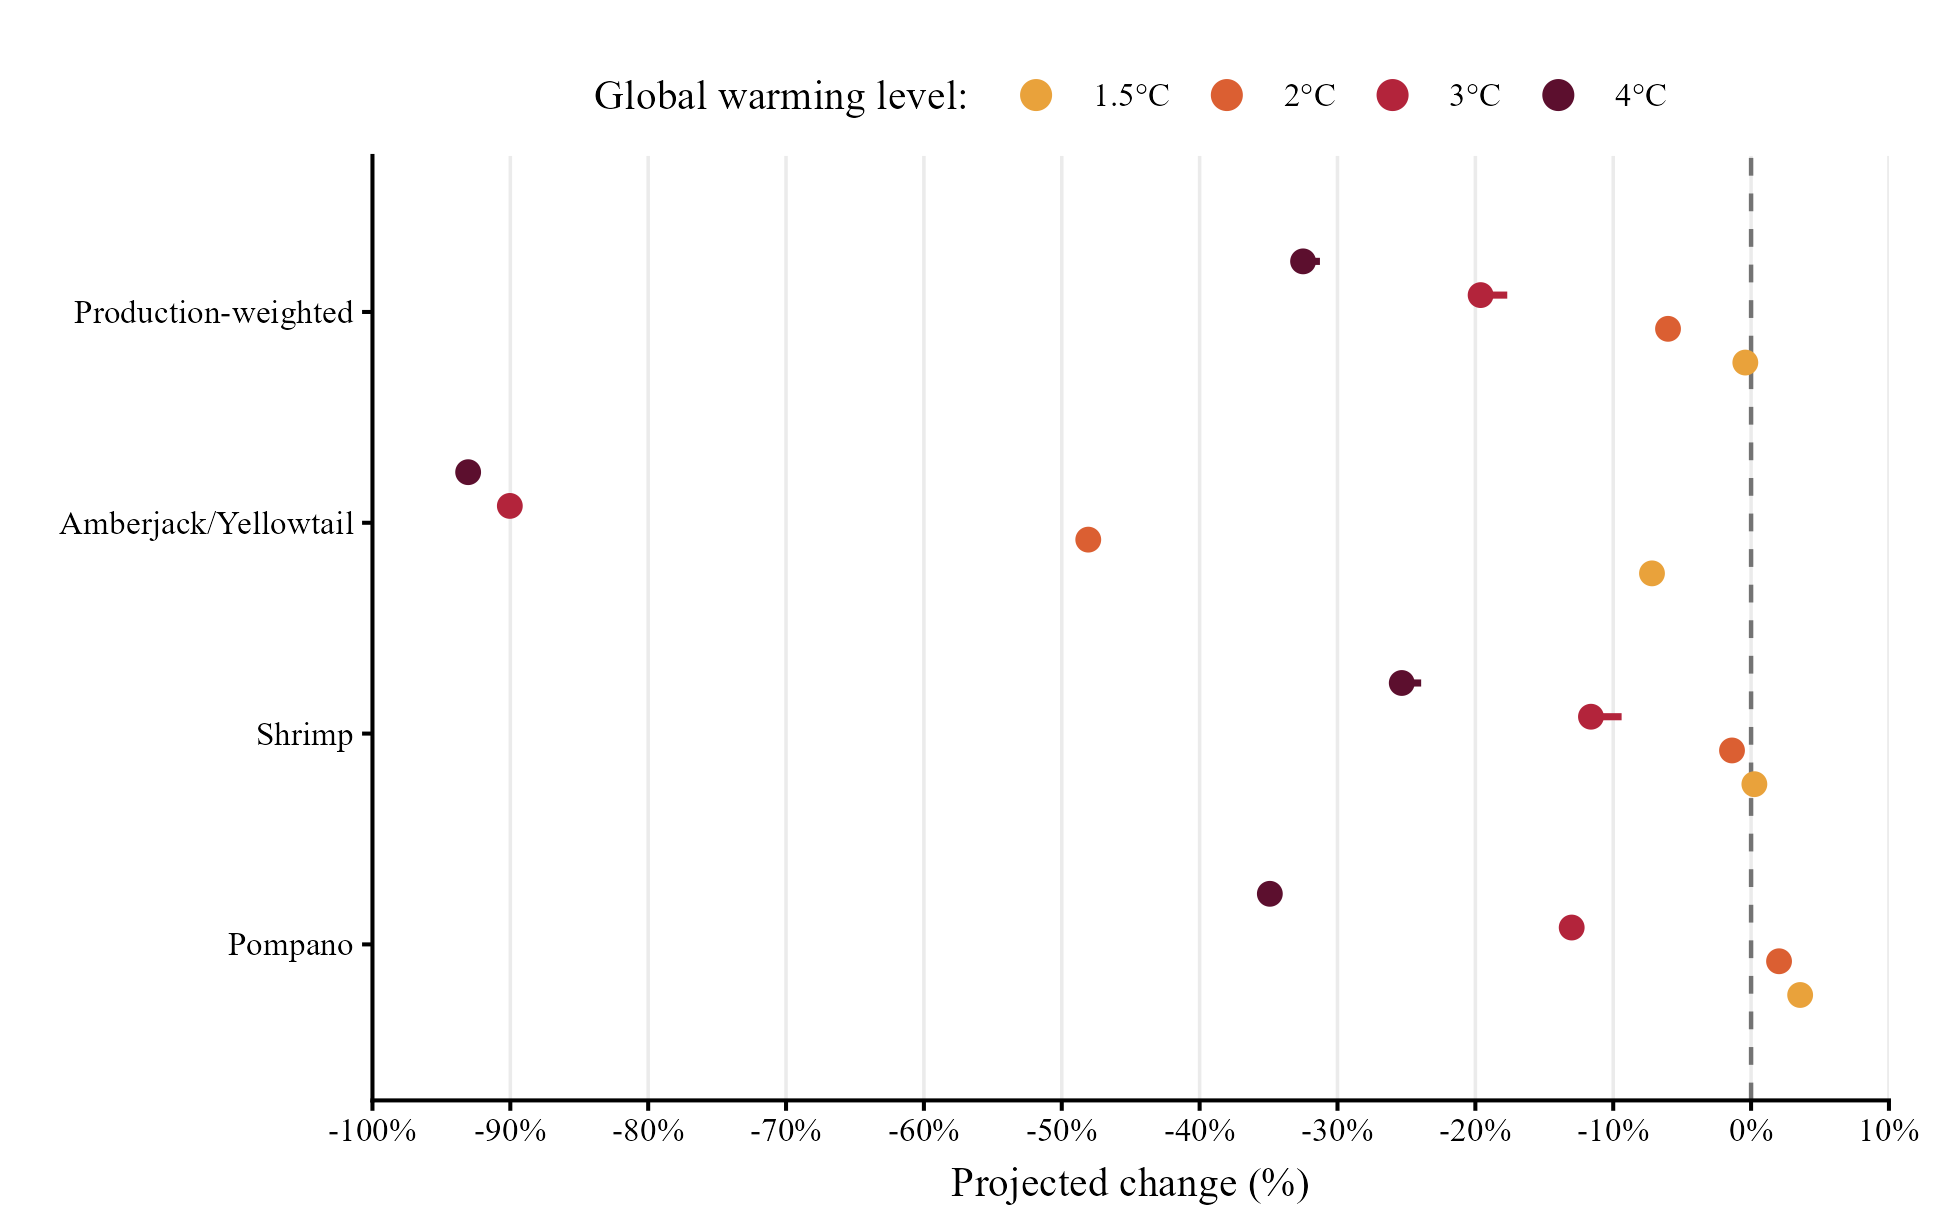 Global warming level: 1.5°C 2°C 3°C 4°C
Production-weighted
Amberjack/Yellowtail
Shrimp
Pompano
-100% -90% -80% -70% -60% -50% -40% -30% -20% -10% 0% 10%
Projected change (%)